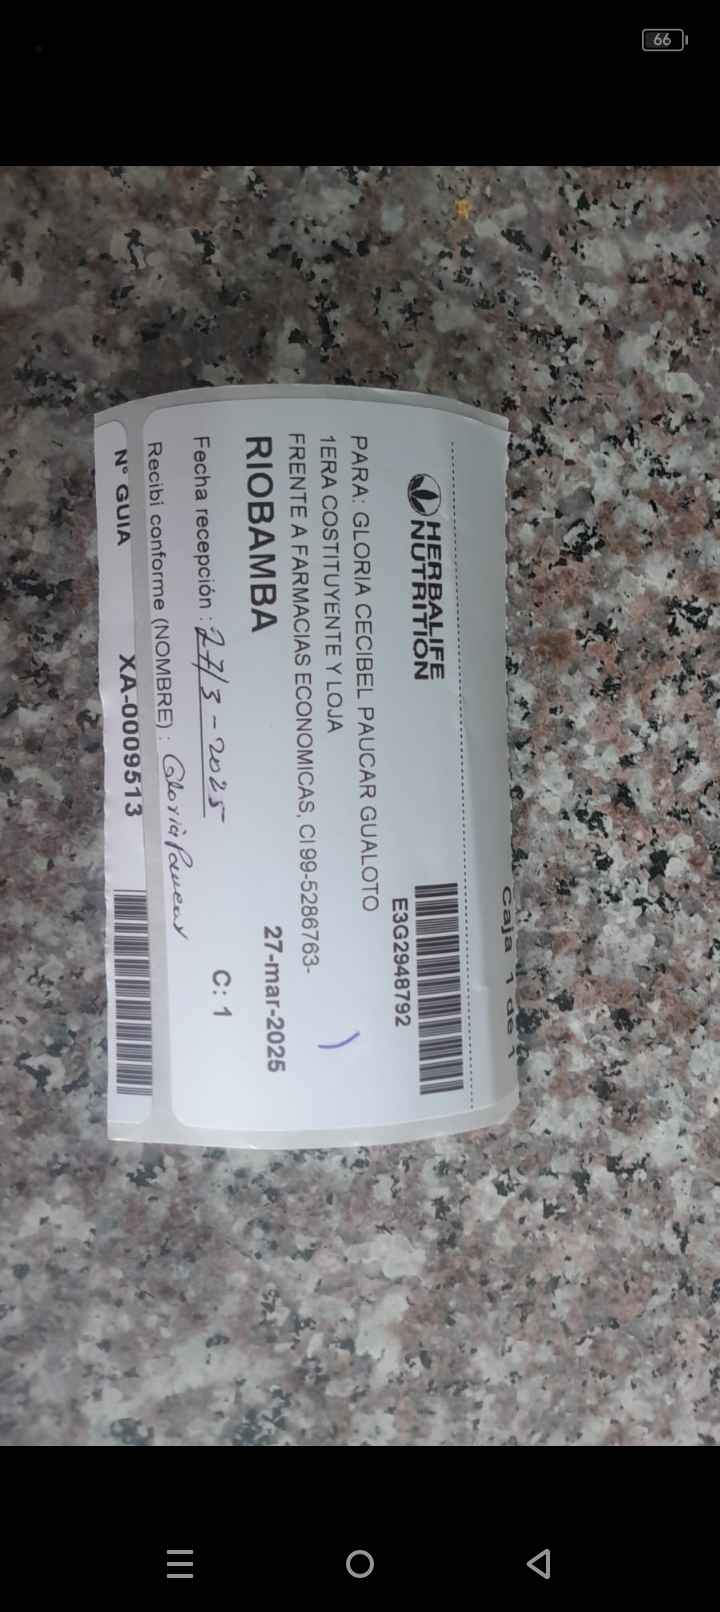 66
Caja 1 de 1
HERBALIFE
NUTRITION
E3G2948792
PARA: GLORIA CECIBEL PAUCAR GUALOTO
1ERA COSTITUYENTE Y LOJA
FRENTE A FARMACIAS ECONOMICAS, CI 99-5286763-
RIOBAMBA
27-mar-2025
Fecha recepción : 27/3-2025
C: 1
Recibi conforme (NOMBRE) : Gloria Paucar
N° GUIA XA-0009513